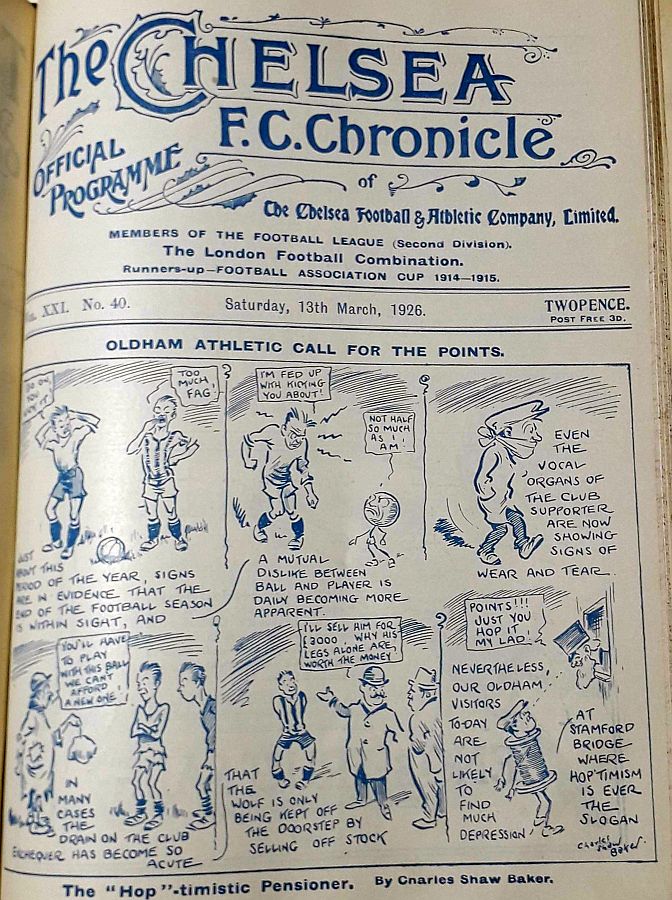 The CHELSEA
F.C. Chronicle
OFFICIAL
PROGRAMME
of
The Chelsea Football & Athletic Company, Limited.
MEMBERS OF THE FOOTBALL LEAGUE (Second Division).
The London Football Combination.
Runners-up—FOOTBALL ASSOCIATION CUP 1914—1915.
XXI. No. 40.
Saturday, 13th March, 1926.
TWOPENCE.
POST FREE 3D.
OLDHAM ATHLETIC CALL FOR THE POINTS.
YOU
IT
TOO
MUCH,
FAG
ABOUT THIS
PERIOD OF THE YEAR, SIGNS
ARE IN EVIDENCE THAT THE
END OF THE FOOTBALL SEASON
IS WITHIN SIGHT, AND
I'M FED UP
WITH KICKING
YOU ABOUT!
NOT HALF
SO MUCH
AS I
AM!
A MUTUAL
DISLIKE BETWEEN
BALL AND PLAYER IS
DAILY BECOMING MORE
APPARENT.
EVEN
THE
VOCAL
ORGANS OF
THE CLUB
SUPPORTER
ARE NOW
SHOWING
SIGNS OF
WEAR AND TEAR.
YOU'LL HAVE
TO PLAY
WITH THIS BALL
WE CAN'T
AFFORD
A NEW ONE!
IN
MANY
CASES
THE
DRAIN ON THE CLUB
EXCHEQUER HAS BECOME SO
ACUTE
I'LL SELL HIM FOR
£3000. WHY HIS
LEGS ALONE ARE
WORTH THE MONEY
THAT
THE
WOLF IS ONLY
BEING KEPT OFF
THE DOORSTEP BY
SELLING OFF STOCK
POINTS!!!
JUST YOU
HOP IT
MY LAD!
NEVERTHELESS,
OUR OLDHAM
VISITORS
TO-DAY
ARE
NOT
LIKELY
TO
FIND
MUCH
DEPRESSION
AT
STAMFORD
BRIDGE
WHERE
HOP'TIMISM
IS EVER
THE
SLOGAN
Charles
Shaw
Baker.
The "Hop"-timistic Pensioner. By Charles Shaw Baker.